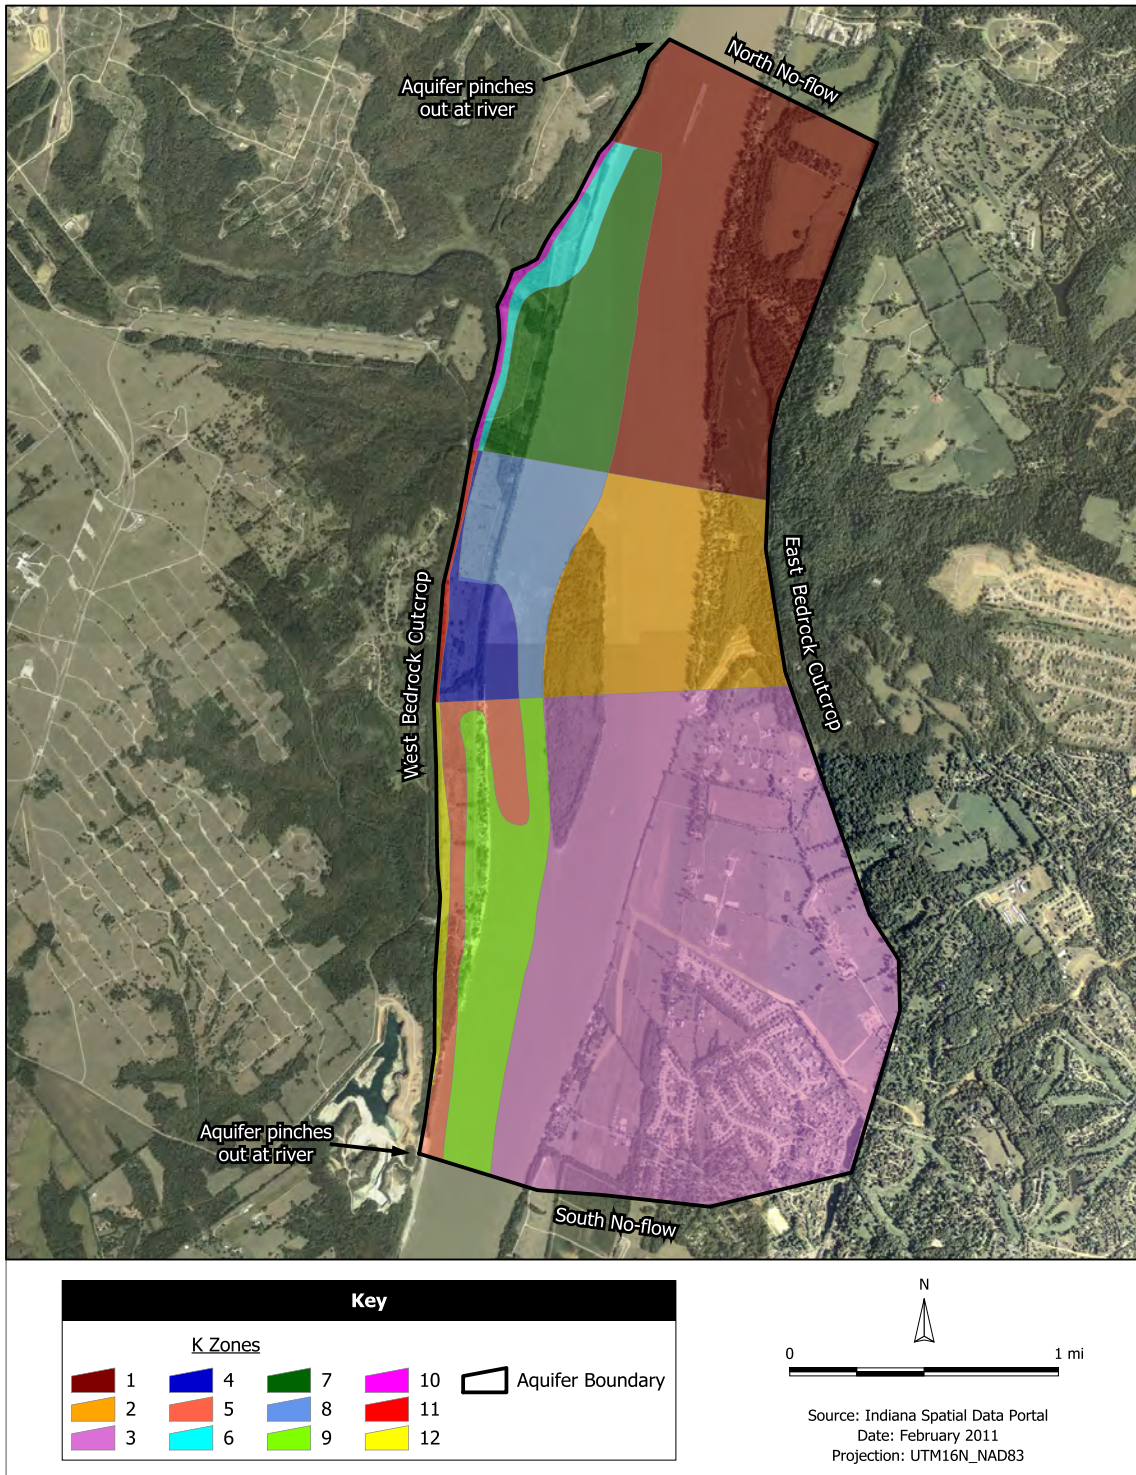 North No-flow
Aquifer pinches
out at river
East Bedrock Cutcrop
West Bedrock Cutcrop
Aquifer pinches
out at river
South No-flow
Key
K Zones
1
4
7
10
Aquifer Boundary
2
5
8
11
3
6
9
12
N
0
1 mi
Source: Indiana Spatial Data Portal
Date: February 2011
Projection: UTM16N_NAD83